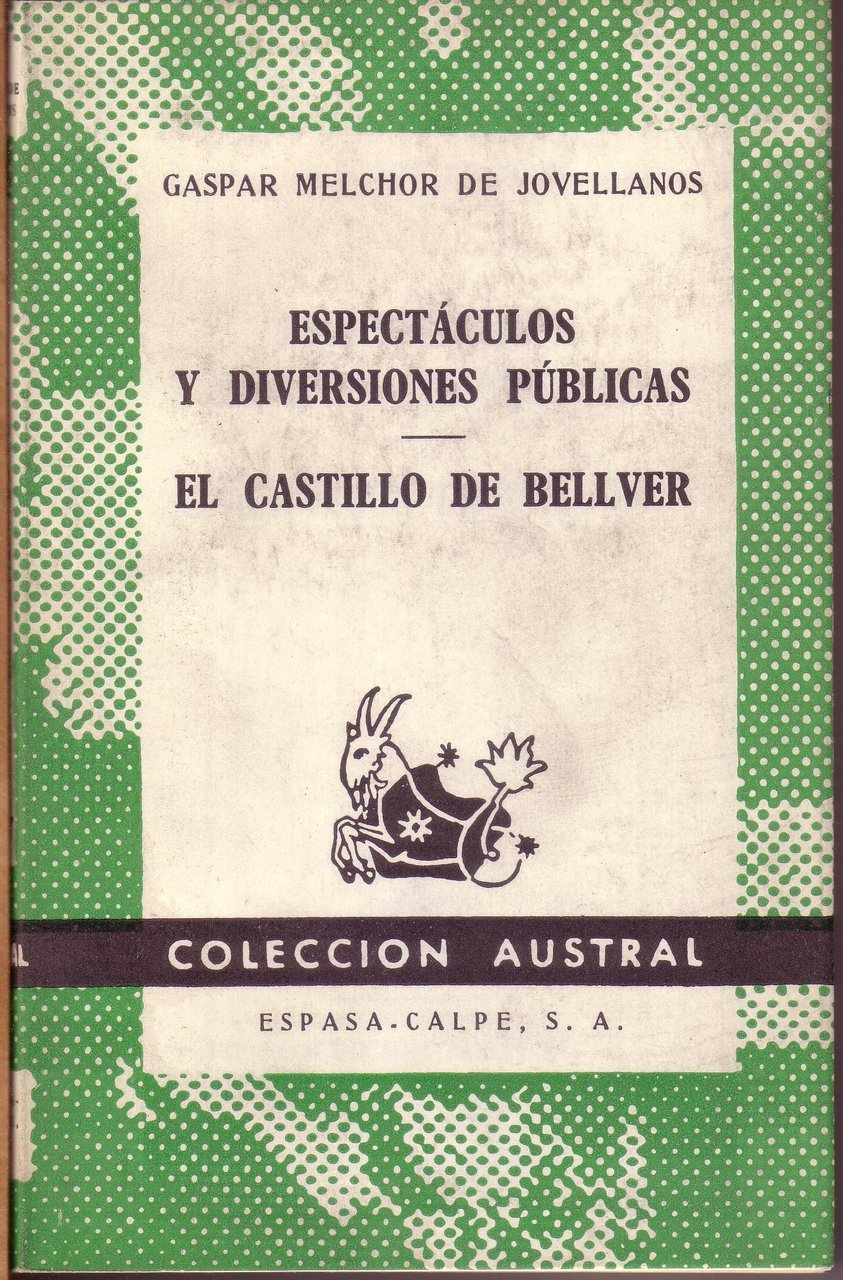 GASPAR MELCHOR DE JOVELLANOS
ESPECTÁCULOS
Y DIVERSIONES PÚBLICAS
EL CASTILLO DE BELLVER
COLECCION AUSTRAL
ESPASA-CALPE, S. A.